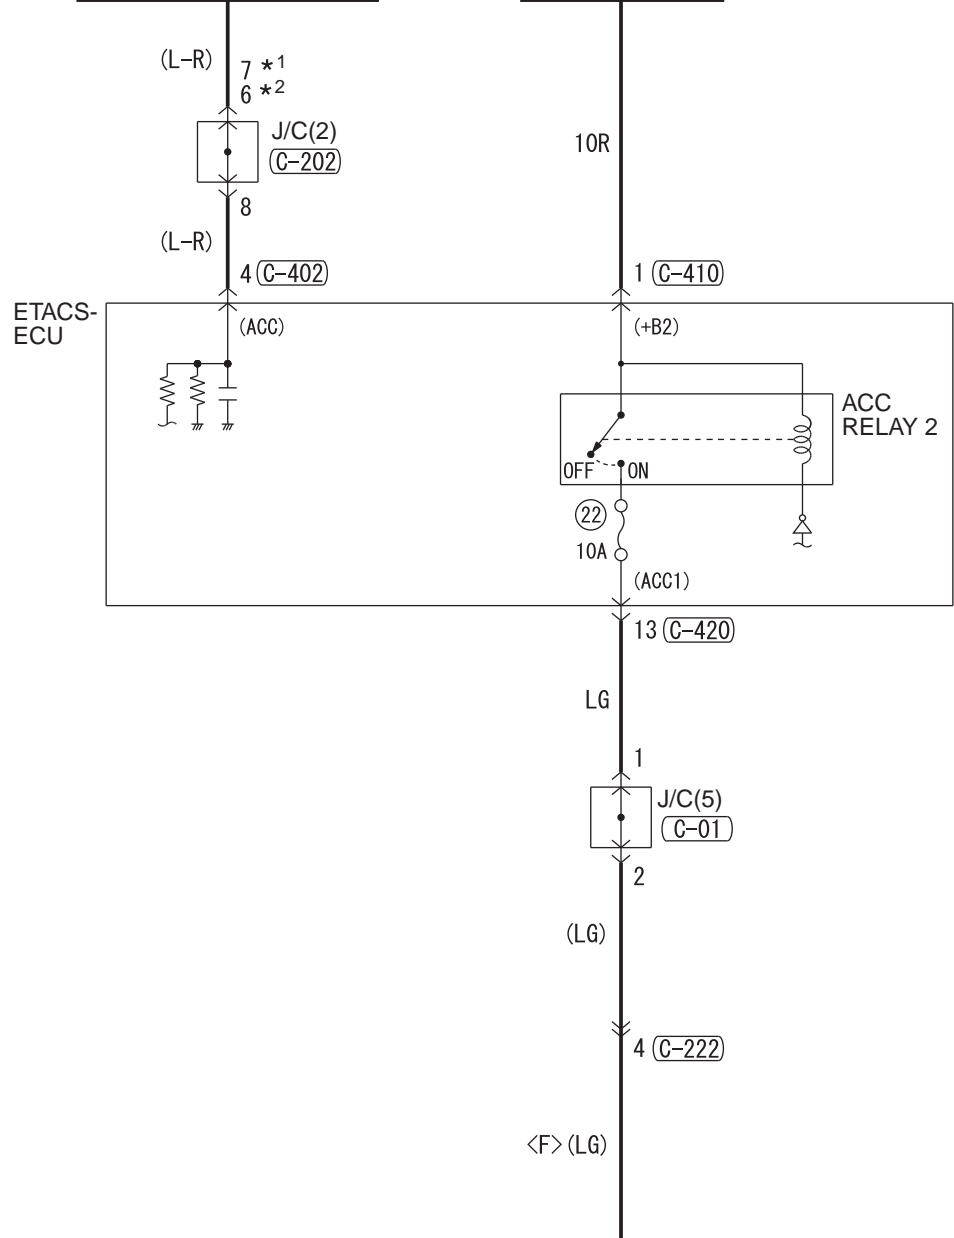 (L-R)
7 *1
6 *2
J/C(2)
C-202
8
(L-R)
4 C-402
10R
1 C-410
ETACS-
ECU
(ACC)
(+B2)
ACC
RELAY 2
OFF
ON
22
10A
(ACC1)
13 C-420
LG
1
J/C(5)
C-01
2
(LG)
4 C-222
<F>(LG)